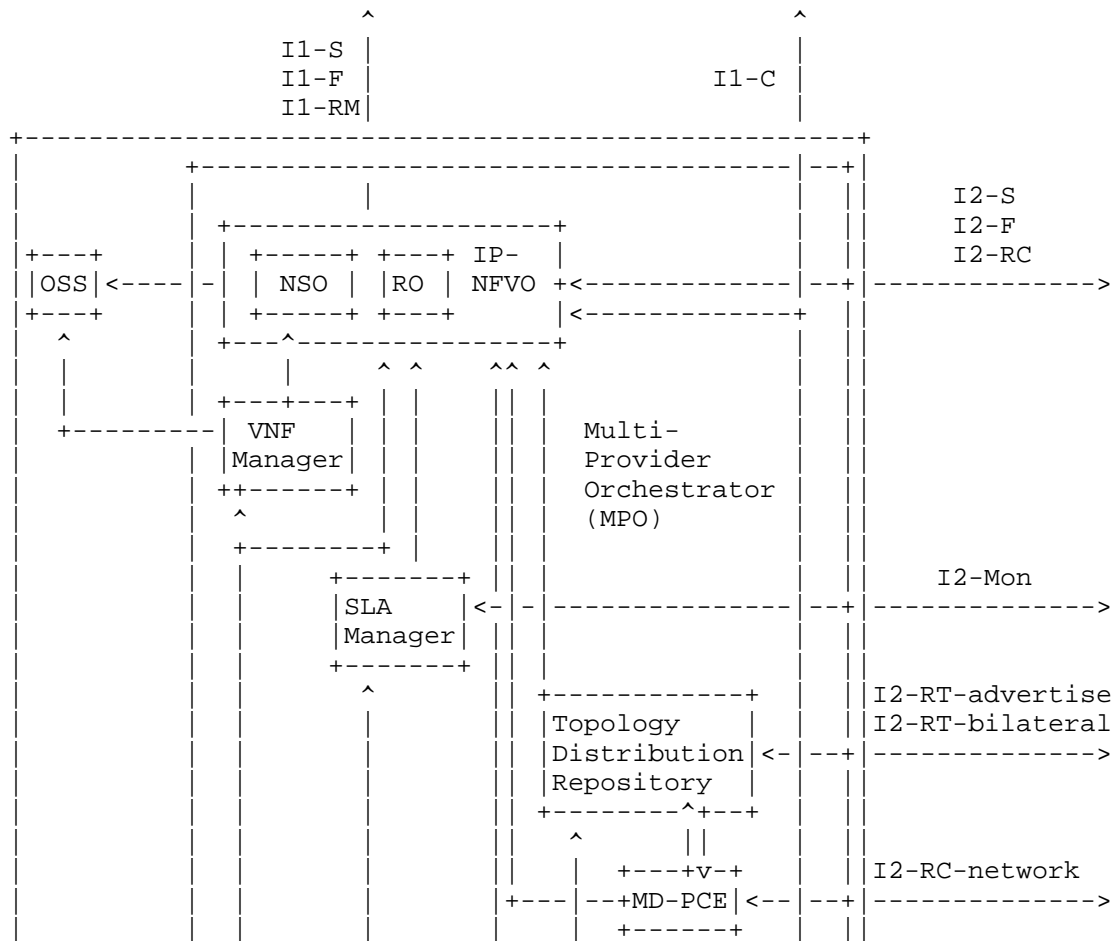 I1-S
I1-F
I1-C
I1-RM
I2-S
I2-F
IP-
I2-RC
OSS NSO RO NFVO
VNF Multi-
Manager Provider
Orchestrator
(MPO)
I2-Mon
SLA
Manager
I2-RT-advertise
Topology I2-RT-bilateral
Distribution
Repository
I2-RC-network
MD-PCE